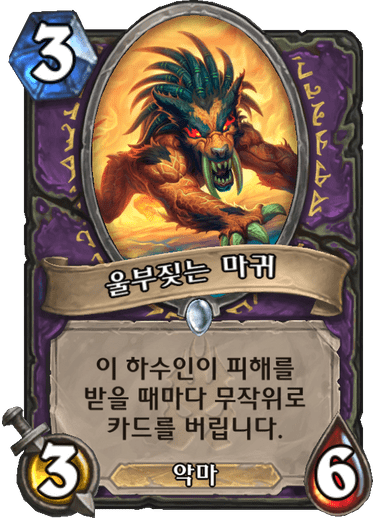 3
울부짖는 마귀
이 하수인이 피해를
받을 때마다 무작위로
카드를 버립니다.
3
악마
6